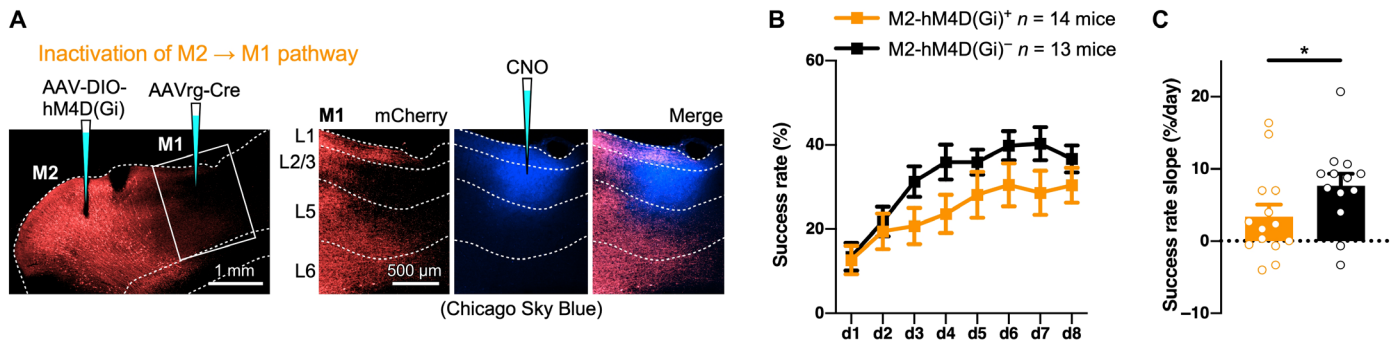 A
Inactivation of M2 → M1 pathway
AAV-DIO-
hM4D(Gi)
AAVrg-Cre
M1
M2
1 mm
M1
mCherry
CNO
Merge
L1
L2/3
L5
L6
500 μm
(Chicago Sky Blue)
B
M2-hM4D(Gi)⁺ n = 14 mice
M2-hM4D(Gi)⁻ n = 13 mice
Success rate (%)
60
40
20
0
d1 d2 d3 d4 d5 d6 d7 d8
C
*
Success rate slope (%/day)
20
10
0
–10